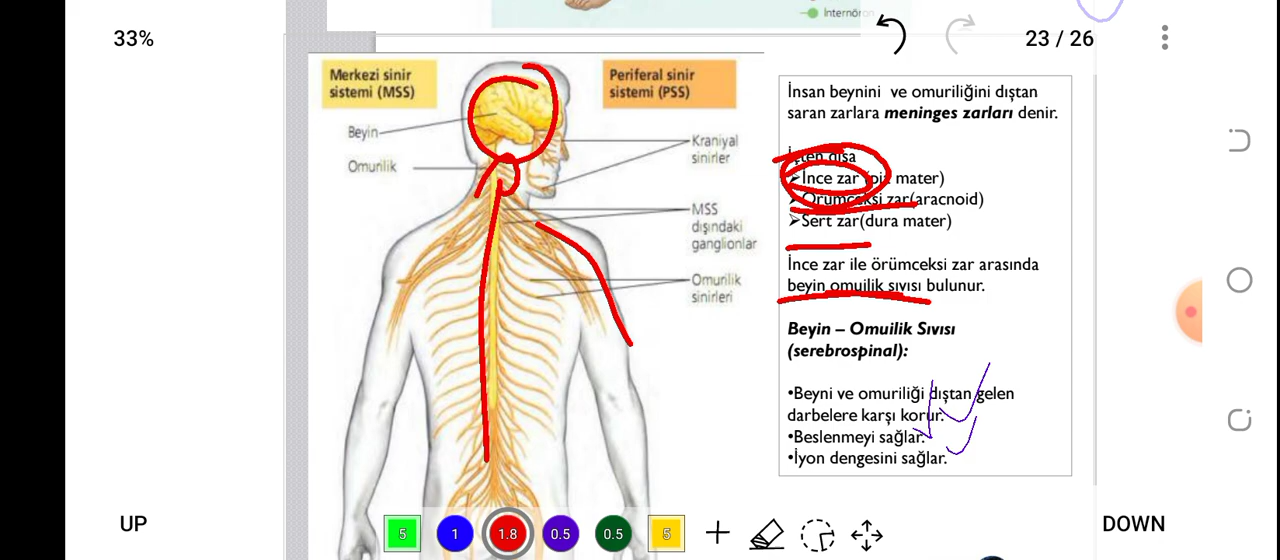 İnternöron
33%
23 / 26
Merkezi sinir
sistemi (MSS)
Periferal sinir
sistemi (PSS)
Beyin
Omurilik
Kraniyal
sinirler
MSS
dışındaki
ganglionlar
Omurilik
sinirleri
İnsan beynini ve omuriliğini dıştan
saran zarlara meninges zarları denir.
İçten dışa
➢İnce zar (pia mater)
➢Örümceksi zar(aracnoid)
➢Sert zar(dura mater)
İnce zar ile örümceksi zar arasında
beyin omuilik sıvısı bulunur.
Beyin – Omuilik Sıvısı
(serebrospinal):
•Beyni ve omuriliği dıştan gelen
darbelere karşı korur.
•Beslenmeyi sağlar.
•İyon dengesini sağlar.
UP
5
1
1.8
0.5
0.5
5
DOWN